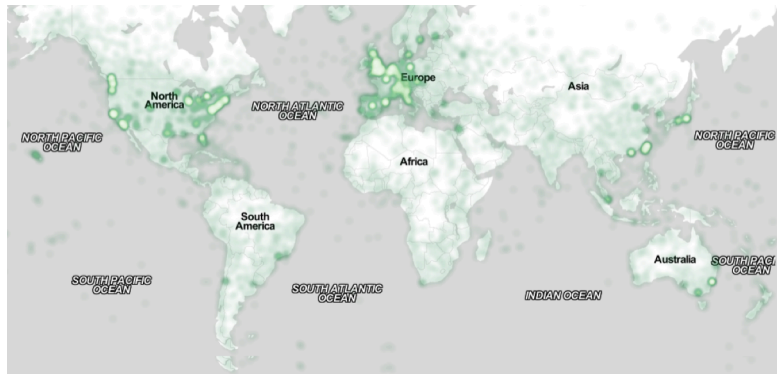 North
America
Europe
Asia
NORTH ATLANTIC
OCEAN
NORTH PACIFIC
OCEAN
NORTH PACIFIC
OCEAN
Africa
South
America
Australia
SOUTH PACI
OCEAN
SOUTH PACIFIC
OCEAN
SOUTH ATLANTIC
OCEAN
INDIAN OCEAN